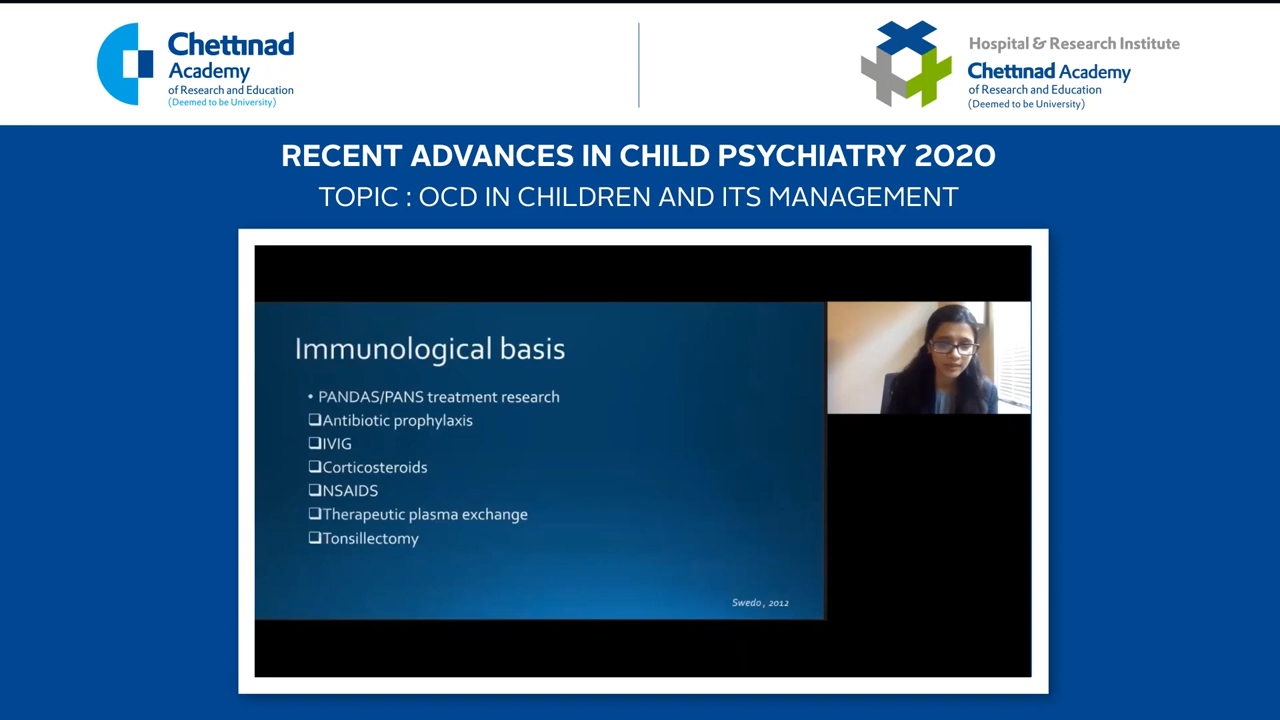 Chettinad
Academy
of Research and Education
(Deemed to be University)
Hospital & Research Institute
Chettinad Academy
of Research and Education
(Deemed to be University)
RECENT ADVANCES IN CHILD PSYCHIATRY 2020
TOPIC : OCD IN CHILDREN AND ITS MANAGEMENT
Immunological basis
• PANDAS/PANS treatment research
❑Antibiotic prophylaxis
❑IVIG
❑Corticosteroids
❑NSAIDS
❑Therapeutic plasma exchange
❑Tonsillectomy
Swedo , 2012